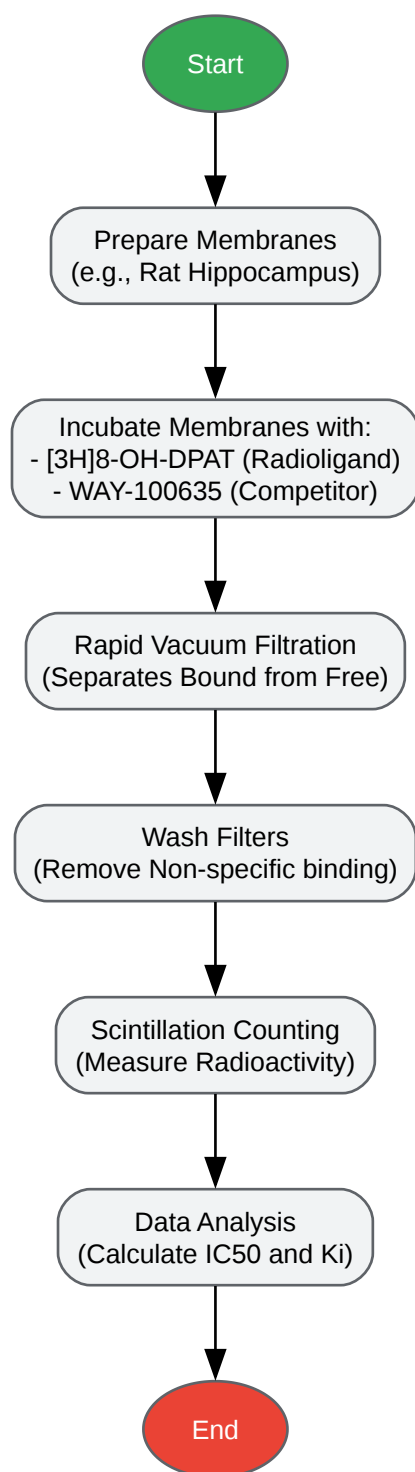 Start
Prepare Membranes
(e.g., Rat Hippocampus)
Incubate Membranes with:
- [3H]8-OH-DPAT (Radioligand)
- WAY-100635 (Competitor)
Rapid Vacuum Filtration
(Separates Bound from Free)
Wash Filters
(Remove Non-specific binding)
Scintillation Counting
(Measure Radioactivity)
Data Analysis
(Calculate IC50 and Ki)
End